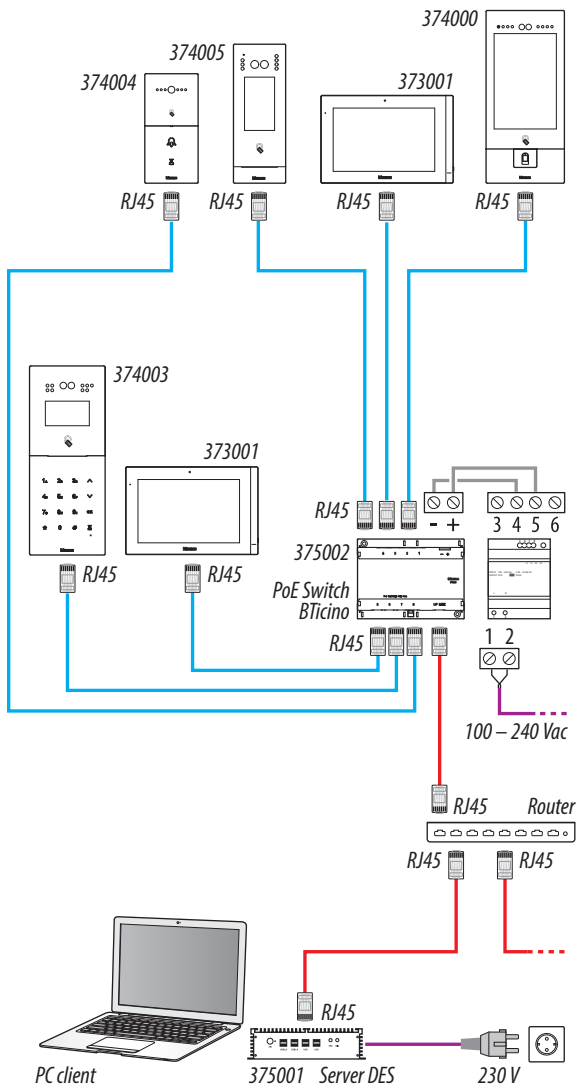 374000
374005
374004
373001
RJ45
RJ45
RJ45
RJ45
374003
373001
RJ45
- +
3 4 5 6
375002
PoE Switch
BTicino
RJ45
RJ45
RJ45
1 2
100 – 240 Vac
RJ45
Router
RJ45
RJ45
RJ45
PC client
375001 Server DES
230 V